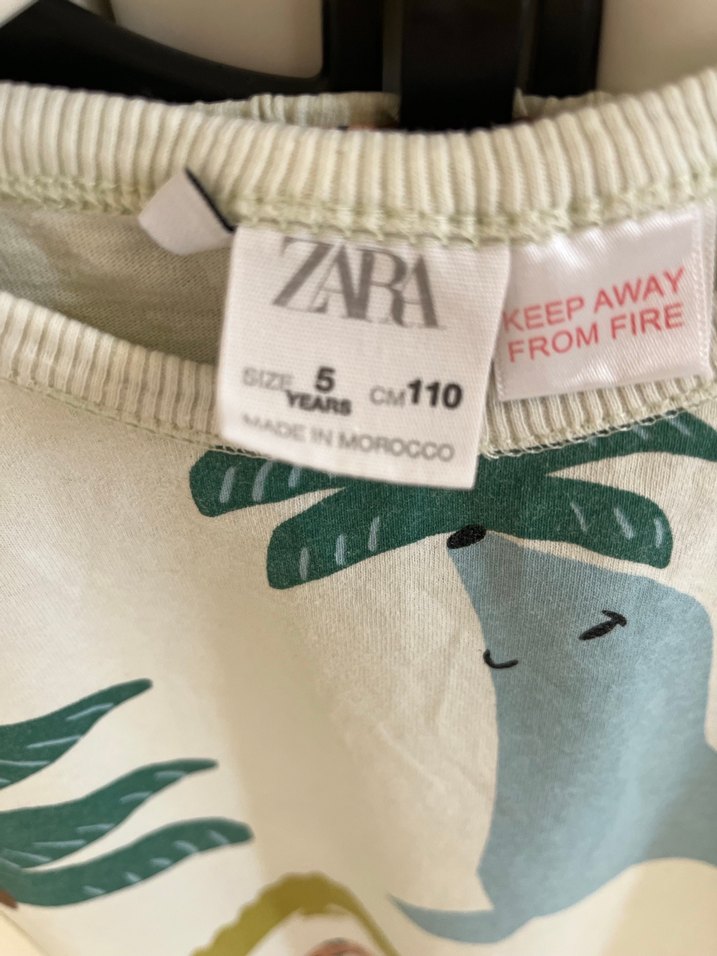 ZARA
SIZE 5 YEARS CM 110
MADE IN MOROCCO
KEEP AWAY
FROM FIRE